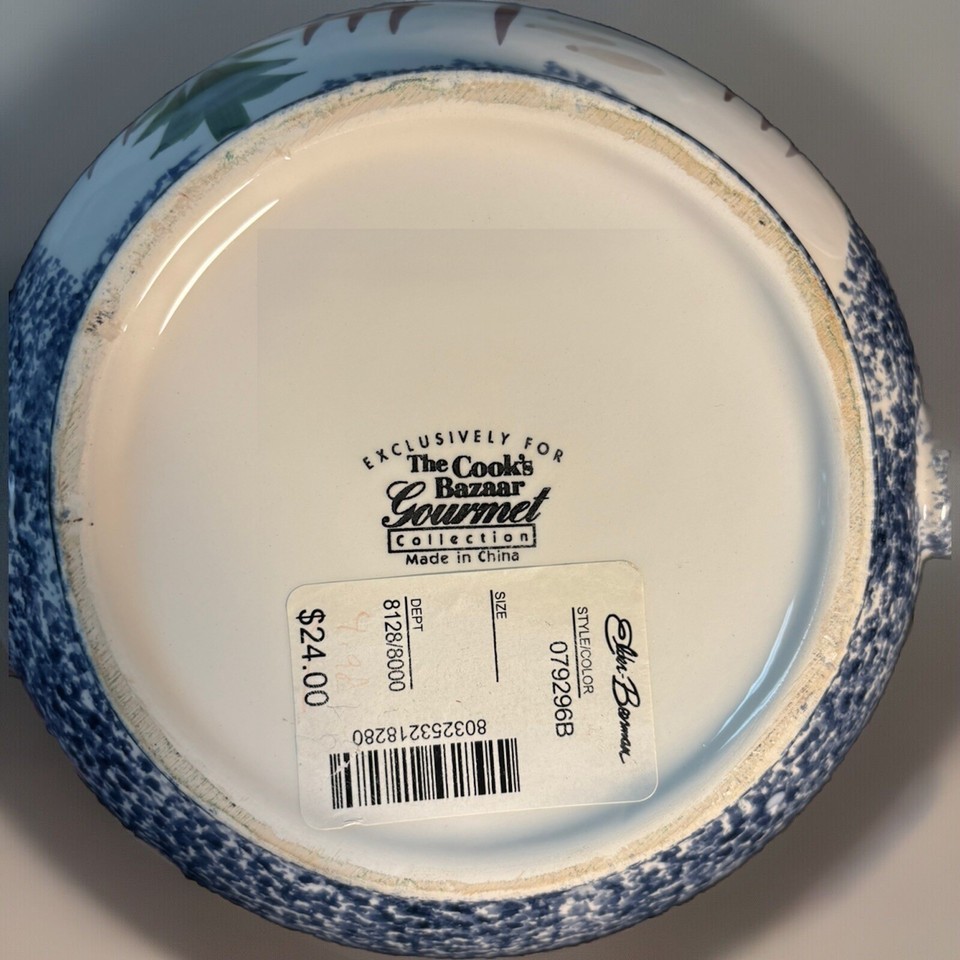 EXCLUSIVELY FOR
The Cook's
Bazaar
Gourmet
Collection
Made in China
Elder-Beerman
STYLE/COLOR
079296B
SIZE
DEPT
8128/8000
$24.00
803253218280